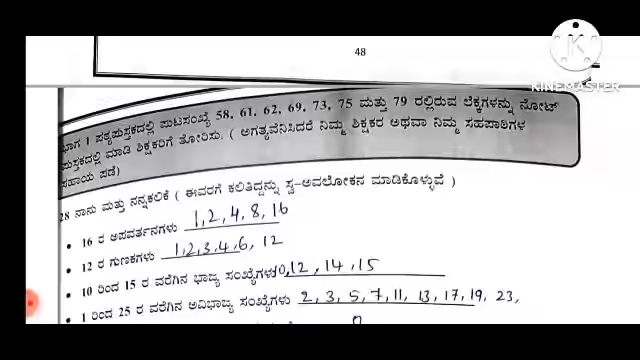 48
KINEMASTER
ಭಾಗ 1 ಪಠ್ಯಪುಸ್ತಕದಲ್ಲಿ ಪುಟಸಂಖ್ಯೆ 58, 61, 62, 69, 73, 75 ಮತ್ತು 79 ರಲ್ಲಿರುವ ಲೆಕ್ಕಗಳನ್ನು ನೋಟ್
ಪುಸ್ತಕದಲ್ಲಿ ಮಾಡಿ ಶಿಕ್ಷಕರಿಗೆ ತೋರಿಸು. ( ಅಗತ್ಯವೆನಿಸಿದರೆ ನಿಮ್ಮ ಶಿಕ್ಷಕರ ಅಥವಾ ನಿಮ್ಮ ಸಹಪಾಠಿಗಳ
ಸಹಾಯ ಪಡೆ)
28 ನಾನು ಮತ್ತು ನನ್ನಕಲಿಕೆ ( ಈವರಗೆ ಕಲಿತಿದ್ದನ್ನು ಸ್ವ-ಅವಲೋಕನ ಮಾಡಿಕೊಳ್ಳುವೆ )
• 16 ರ ಅಪವರ್ತನಗಳು 1,2,4,8,16
• 12 ರ ಗುಣಕಗಳು 1,2,3,4,6, 12
• 10 ರಿಂದ 15 ರ ವರೆಗಿನ ಭಾಜ್ಯ ಸಂಖ್ಯೆಗಳು 10,12, 14,15
• 1 ರಿಂದ 25 ರ ವರೆಗಿನ ಅವಿಭಾಜ್ಯ ಸಂಖ್ಯೆಗಳು 2, 3, 5, 7, 11, 13, 17, 19, 23,